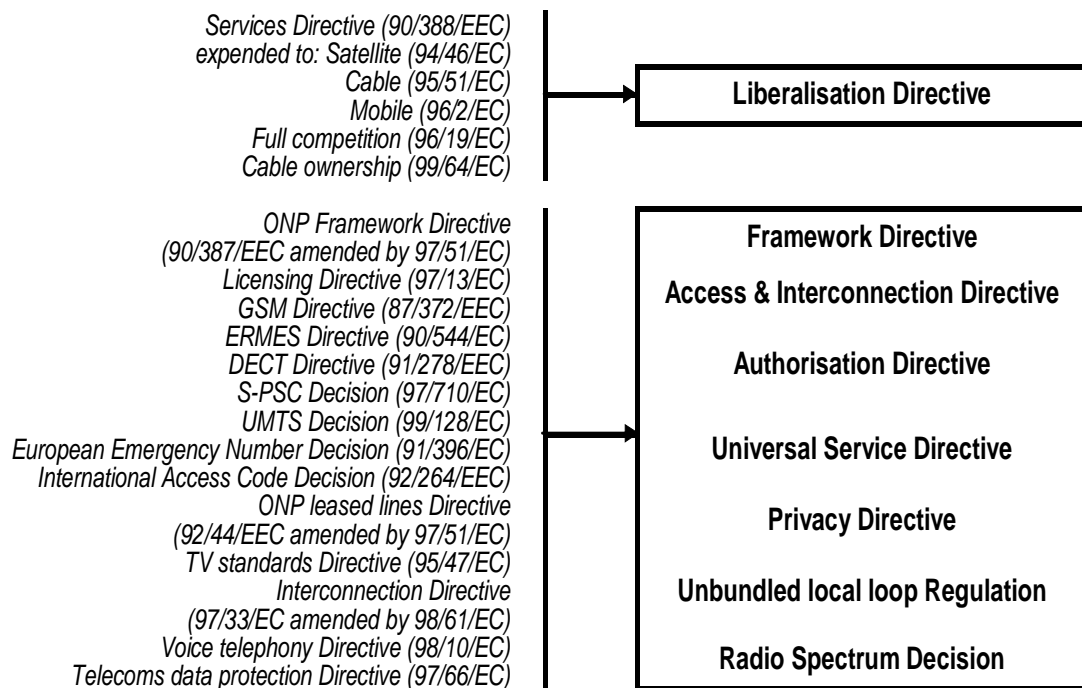 Services Directive (90/388/EEC)
expended to: Satellite (94/46/EC)
Cable (95/51/EC)
Mobile (96/2/EC)
Full competition (96/19/EC)
Cable ownership (99/64/EC)
Liberalisation Directive
ONP Framework Directive
(90/387/EEC amended by 97/51/EC)
Licensing Directive (97/13/EC)
GSM Directive (87/372/EEC)
ERMES Directive (90/544/EC)
DECT Directive (91/278/EEC)
S-PSC Decision (97/710/EC)
UMTS Decision (99/128/EC)
European Emergency Number Decision (91/396/EC)
International Access Code Decision (92/264/EEC)
ONP leased lines Directive
(92/44/EEC amended by 97/51/EC)
TV standards Directive (95/47/EC)
Interconnection Directive
(97/33/EC amended by 98/61/EC)
Voice telephony Directive (98/10/EC)
Telecoms data protection Directive (97/66/EC)
Framework Directive
Access & Interconnection Directive
Authorisation Directive
Universal Service Directive
Privacy Directive
Unbundled local loop Regulation
Radio Spectrum Decision